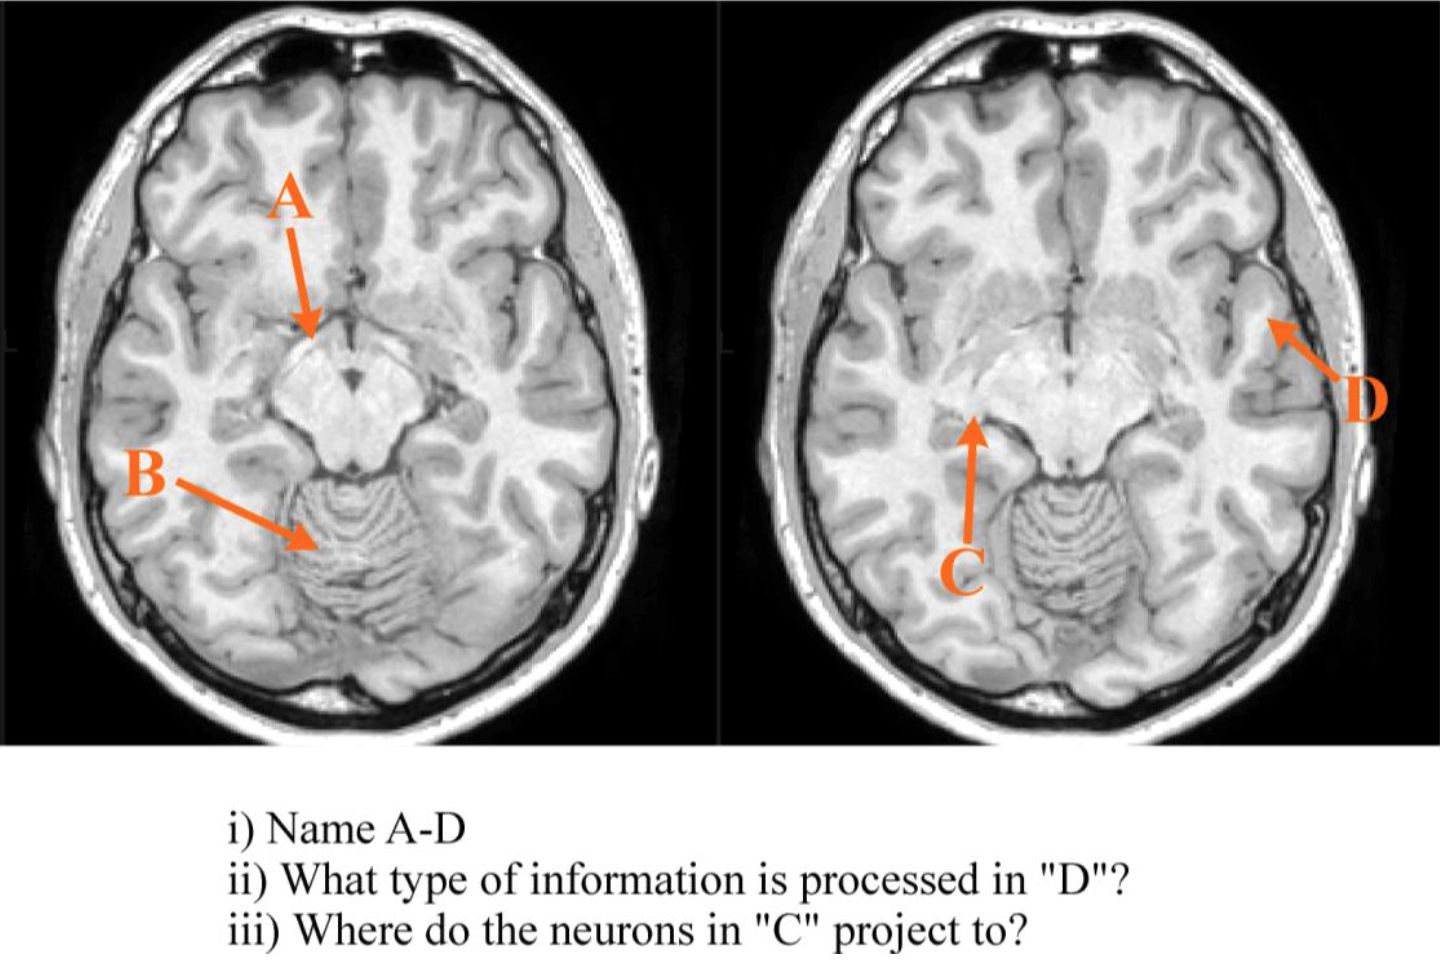 A
B
C
D
i) Name A-D
ii) What type of information is processed in "D"?
iii) Where do the neurons in "C" project to?